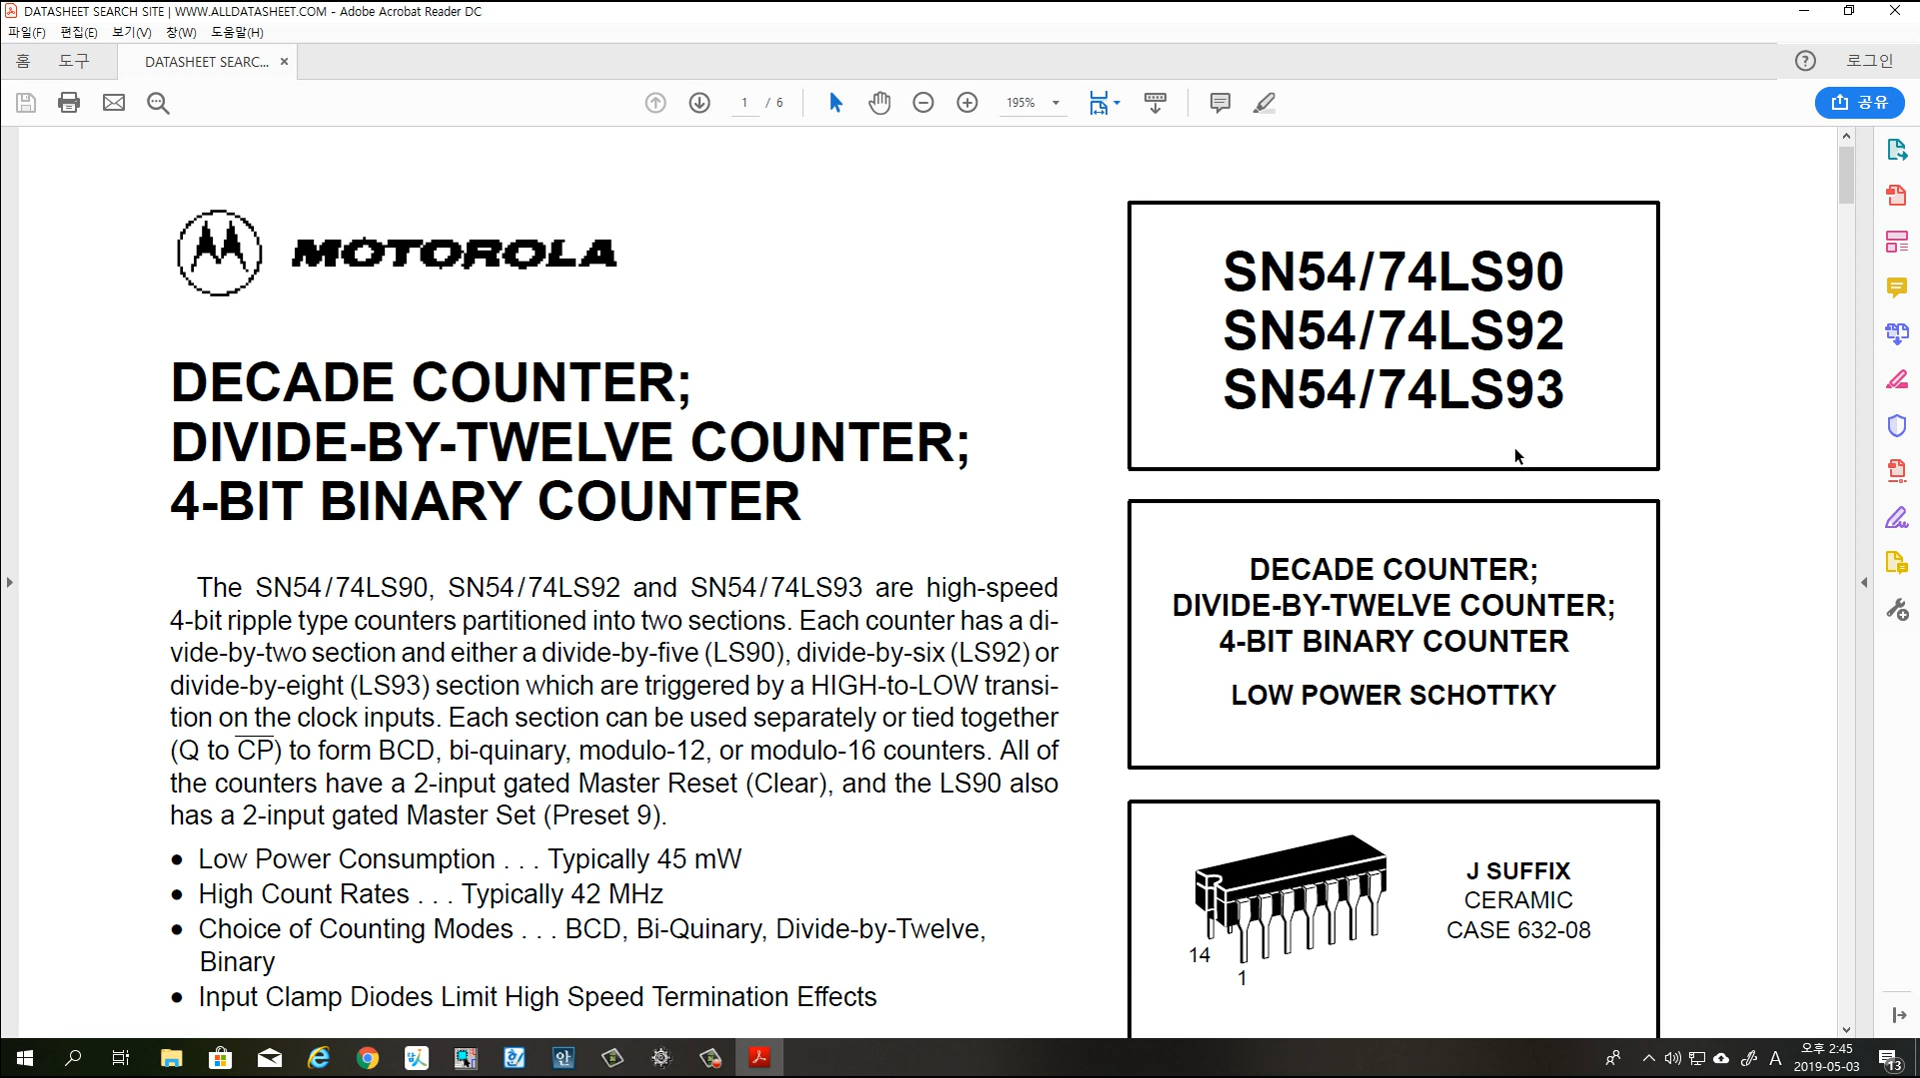 DATASHEET SEARCH SITE | WWW.ALLDATASHEET.COM - Adobe Acrobat Reader DC
파일(F) 편집(E) 보기(V) 창(W) 도움말(H)
홈 도구 DATASHEET SEARC... ×
로그인
1 / 6 195%
공유
MOTOROLA
DECADE COUNTER;
DIVIDE-BY-TWELVE COUNTER;
4-BIT BINARY COUNTER
The SN54/74LS90, SN54/74LS92 and SN54/74LS93 are high-speed
4-bit ripple type counters partitioned into two sections. Each counter has a di-
vide-by-two section and either a divide-by-five (LS90), divide-by-six (LS92) or
divide-by-eight (LS93) section which are triggered by a HIGH-to-LOW transi-
tion on the clock inputs. Each section can be used separately or tied together
(Q to CP) to form BCD, bi-quinary, modulo-12, or modulo-16 counters. All of
the counters have a 2-input gated Master Reset (Clear), and the LS90 also
has a 2-input gated Master Set (Preset 9).
• Low Power Consumption . . . Typically 45 mW
• High Count Rates . . . Typically 42 MHz
• Choice of Counting Modes . . . BCD, Bi-Quinary, Divide-by-Twelve,
Binary
• Input Clamp Diodes Limit High Speed Termination Effects
SN54/74LS90
SN54/74LS92
SN54/74LS93
DECADE COUNTER;
DIVIDE-BY-TWELVE COUNTER;
4-BIT BINARY COUNTER
LOW POWER SCHOTTKY
J SUFFIX
CERAMIC
CASE 632-08
14
1
A
오후 2:45
2019-05-03
13